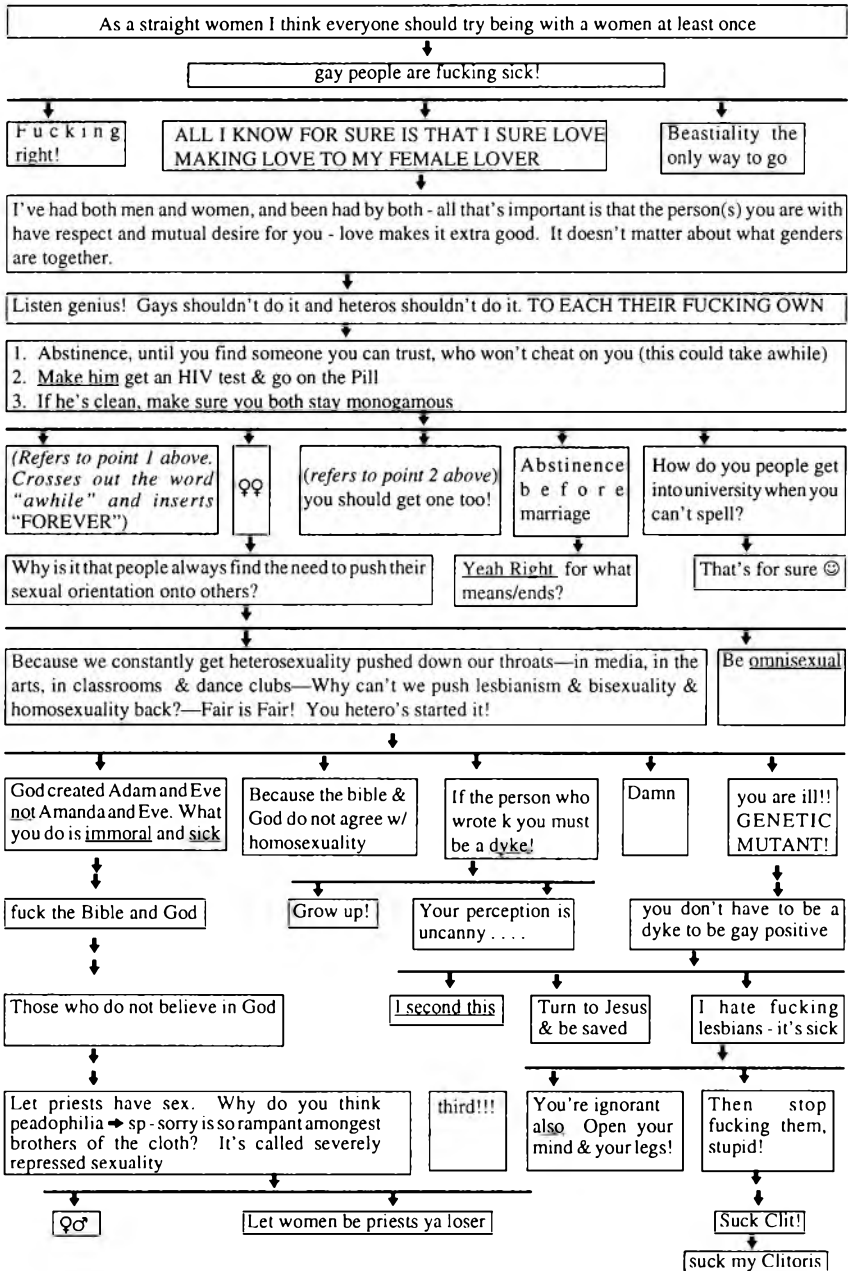 As a straight women I think everyone should try being with a women at least once
gay people are fucking sick!
Fucking
right!
ALL I KNOW FOR SURE IS THAT I SURE LOVE
MAKING LOVE TO MY FEMALE LOVER
Beastiality the
only way to go
I've had both men and women, and been had by both - all that's important is that the person(s) you are with
have respect and mutual desire for you - love makes it extra good. It doesn't matter about what genders
are together.
Listen genius! Gays shouldn't do it and heteros shouldn't do it. TO EACH THEIR FUCKING OWN
1. Abstinence, until you find someone you can trust, who won't cheat on you (this could take awhile)
2. Make him get an HIV test & go on the Pill
3. If he's clean, make sure you both stay monogamous
(Refers to point 1 above.
Crosses out the word
"awhile" and inserts
"FOREVER")
♀♀
(refers to point 2 above)
you should get one too!
Abstinence
before
marriage
How do you people get
into university when you
can't spell?
Why is it that people always find the need to push their
sexual orientation onto others?
Yeah Right for what
means/ends?
That's for sure ☺
Because we constantly get heterosexuality pushed down our throats—in media, in the
arts, in classrooms & dance clubs—Why can't we push lesbianism & bisexuality &
homosexuality back?—Fair is Fair! You hetero's started it!
Be omnisexual
God created Adam and Eve
not Amanda and Eve. What
you do is immoral and sick
Because the bible &
God do not agree w/
homosexuality
If the person who
wrote k you must
be a dyke!
Damn
you are ill!!
GENETIC
MUTANT!
fuck the Bible and God
Grow up!
Your perception is
uncanny . . . .
you don't have to be a
dyke to be gay positive
Those who do not believe in God
I second this
Turn to Jesus
& be saved
I hate fucking
lesbians - it's sick
Let priests have sex. Why do you think
peadophilia ➔ sp - sorry is so rampant amongst
brothers of the cloth? It's called severely
repressed sexuality
third!!!
You're ignorant
also Open your
mind & your legs!
Then stop
fucking them,
stupid!
♀♂
Let women be priests ya loser
Suck Clit!
suck my Clitoris